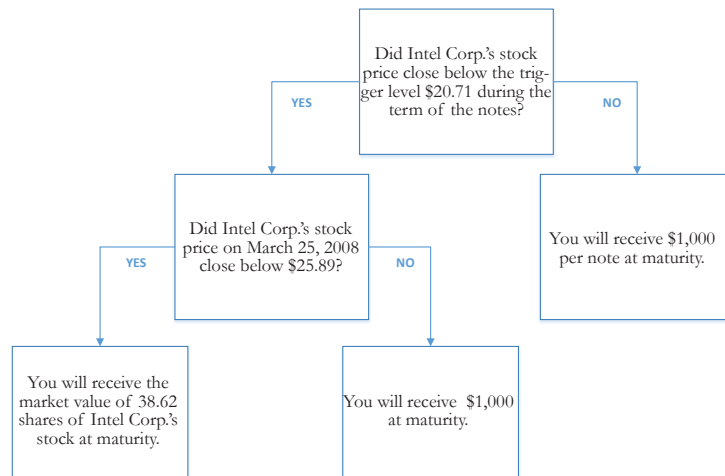 Did Intel Corp.'s stock
price close below the trig-
ger level $20.71 during the
term of the notes?
YES
NO
Did Intel Corp.'s stock
price on March 25, 2008
close below $25.89?
You will receive $1,000
per note at maturity.
YES
NO
You will receive the
market value of 38.62
shares of Intel Corp.'s
stock at maturity.
You will receive $1,000
at maturity.